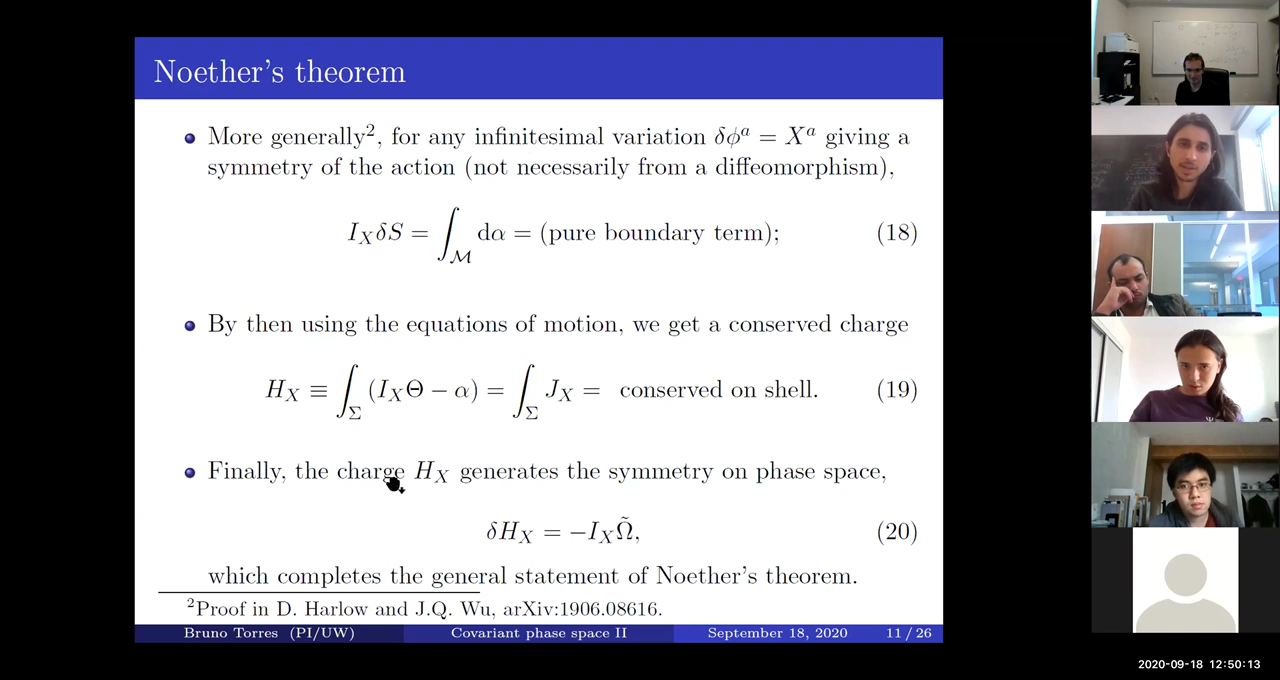 Noether's theorem
More generally², for any infinitesimal variation δϕᵃ = Xᵃ giving a
symmetry of the action (not necessarily from a diffeomorphism),
I_X δS = ∫_ℳ dα = (pure boundary term); (18)
By then using the equations of motion, we get a conserved charge
H_X ≡ ∫_Σ (I_X Θ − α) = ∫_Σ J_X = conserved on shell. (19)
Finally, the charge H_X generates the symmetry on phase space,
δH_X = −I_X Ω̃, (20)
which completes the general statement of Noether's theorem.
²Proof in D. Harlow and J.Q. Wu, arXiv:1906.08616.
Bruno Torres (PI/UW) Covariant phase space II September 18, 2020 11 / 26
2020-09-18 12:50:13